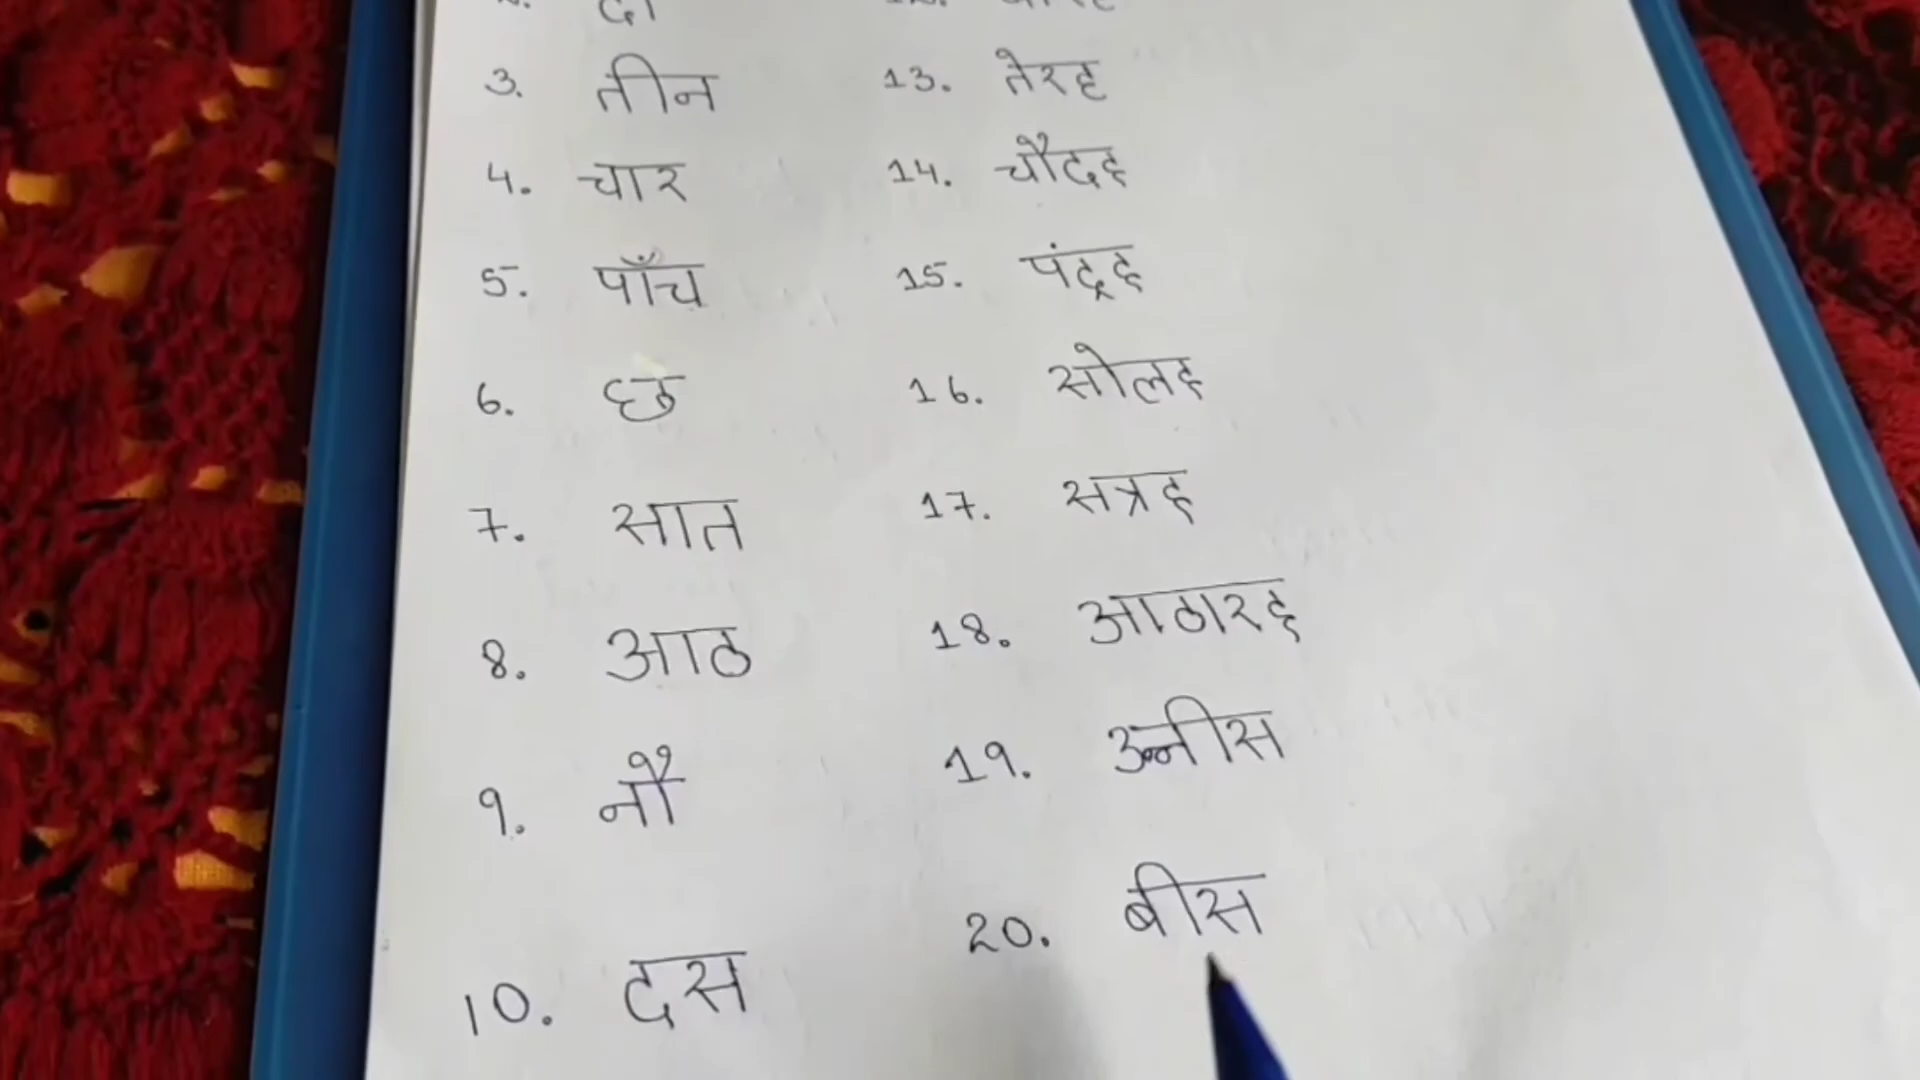 3. तीन 13. तेरह
4. चार 14. चौदह
5. पाँच 15. पंद्रह
6. छ 16. सोलह
7. सात 17. सत्रह
8. आठ 18. आठारह
9. नौ 19. उन्नीस
10. दस 20. बीस